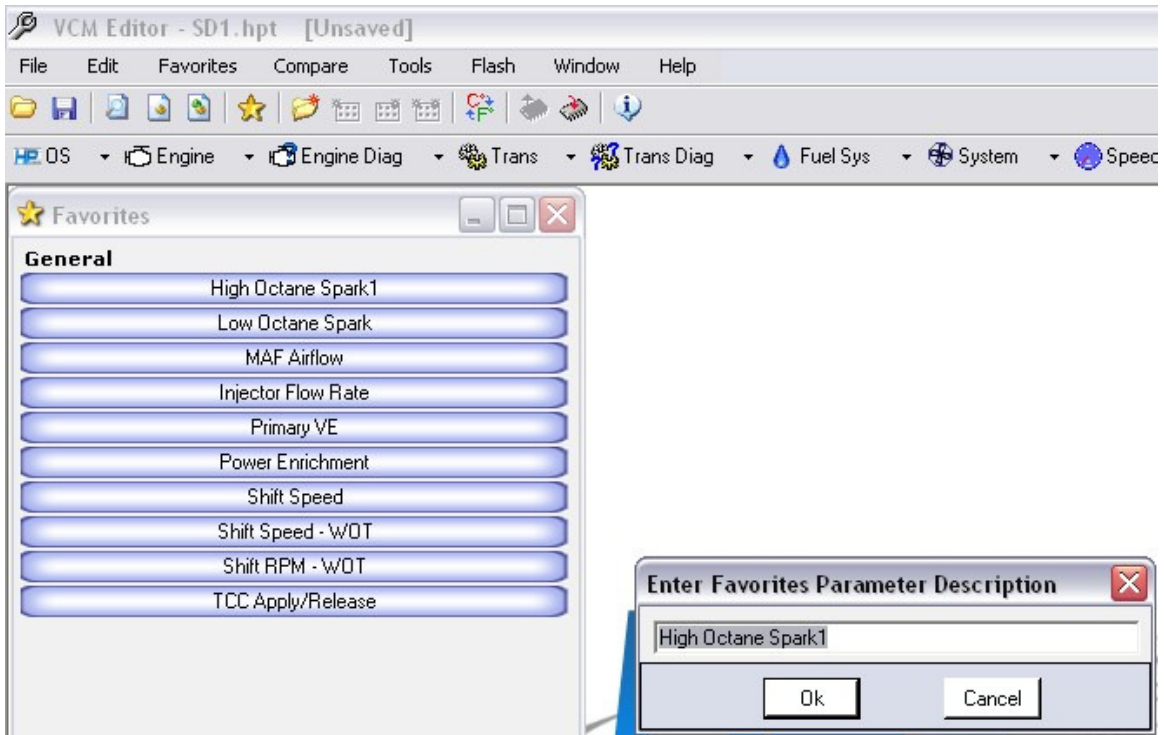 VCM Editor - SD1.hpt [Unsaved]
File Edit Favorites Compare Tools Flash Window Help
HP OS Engine Engine Diag Trans Trans Diag Fuel Sys System Speed
Favorites
General
High Octane Spark1
Low Octane Spark
MAF Airflow
Injector Flow Rate
Primary VE
Power Enrichment
Shift Speed
Shift Speed - WOT
Shift RPM - WOT
TCC Apply/Release
Enter Favorites Parameter Description
High Octane Spark1
Ok Cancel